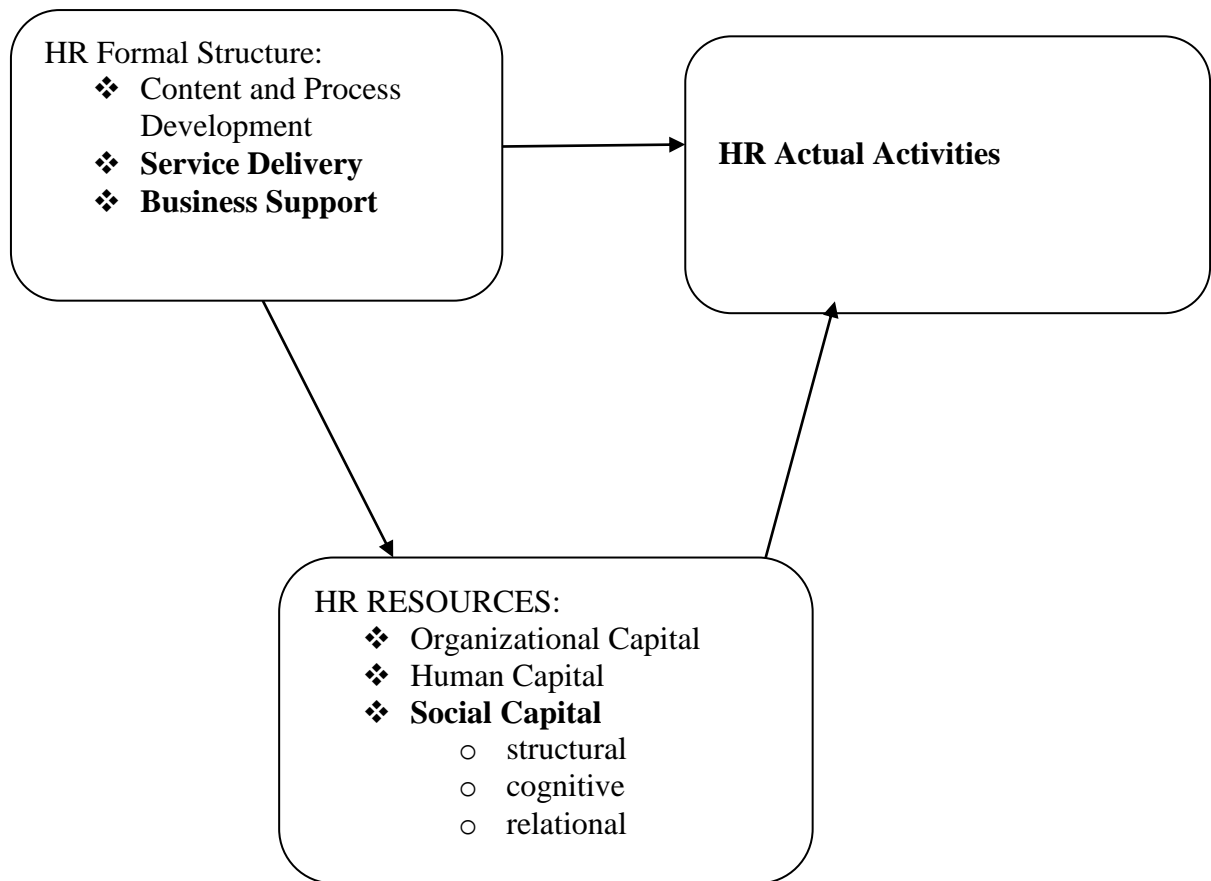 HR Formal Structure:
❖ Content and Process
Development
❖ Service Delivery
❖ Business Support
HR Actual Activities
HR RESOURCES:
❖ Organizational Capital
❖ Human Capital
❖ Social Capital
o structural
o cognitive
o relational